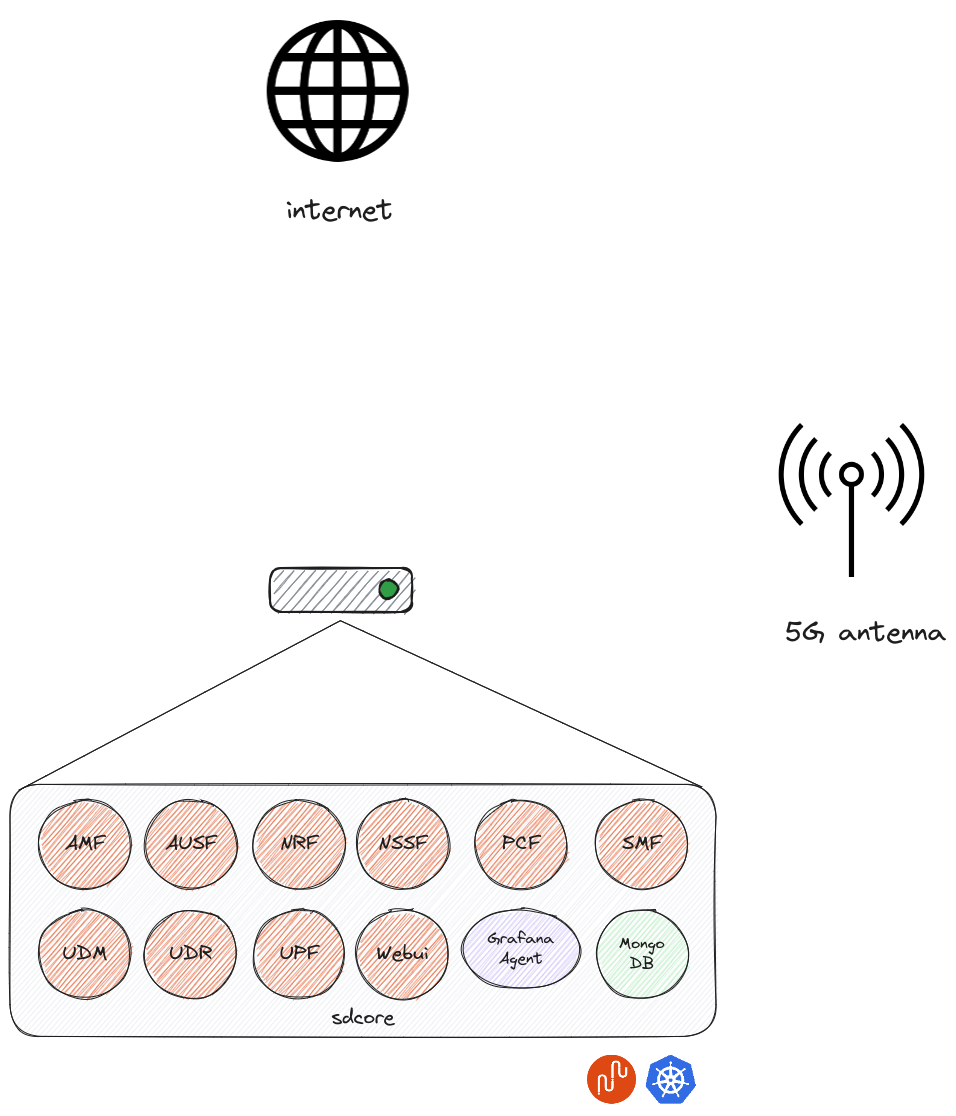 internet
5G antenna
AMF
AUSF
NRF
NSSF
PCF
SMF
UDM
UDR
UPF
Webui
Grafana
Agent
Mongo
DB
sdcore